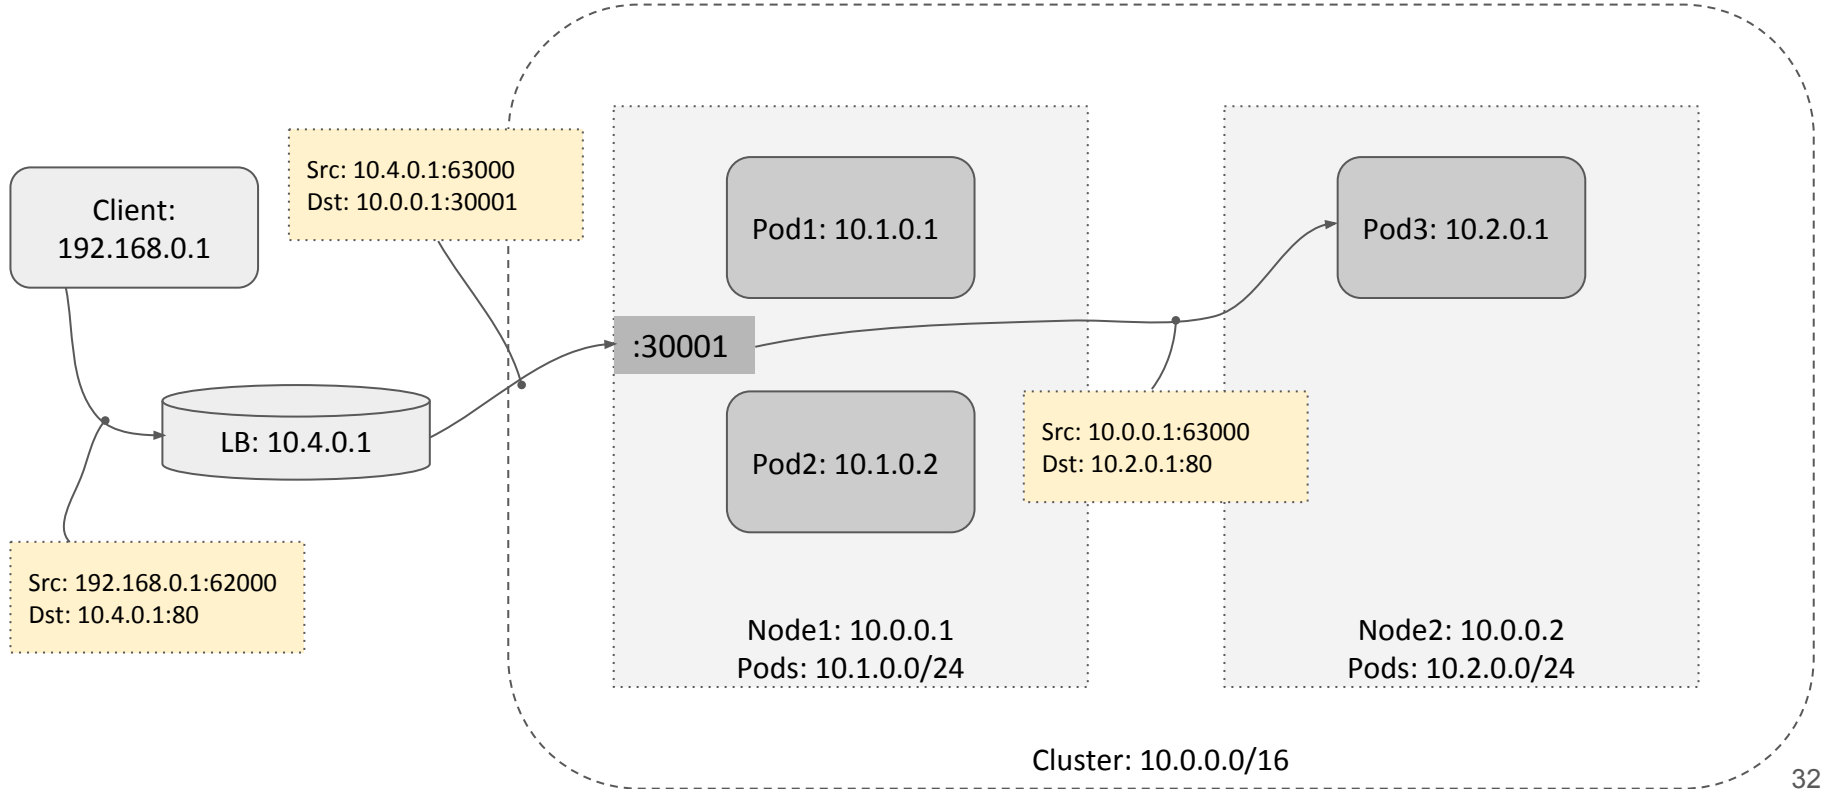 Client:
192.168.0.1
Src: 10.4.0.1:63000
Dst: 10.0.0.1:30001
LB: 10.4.0.1
Src: 192.168.0.1:62000
Dst: 10.4.0.1:80
Pod1: 10.1.0.1
:30001
Pod2: 10.1.0.2
Node1: 10.0.0.1
Pods: 10.1.0.0/24
Src: 10.0.0.1:63000
Dst: 10.2.0.1:80
Pod3: 10.2.0.1
Node2: 10.0.0.2
Pods: 10.2.0.0/24
Cluster: 10.0.0.0/16
32